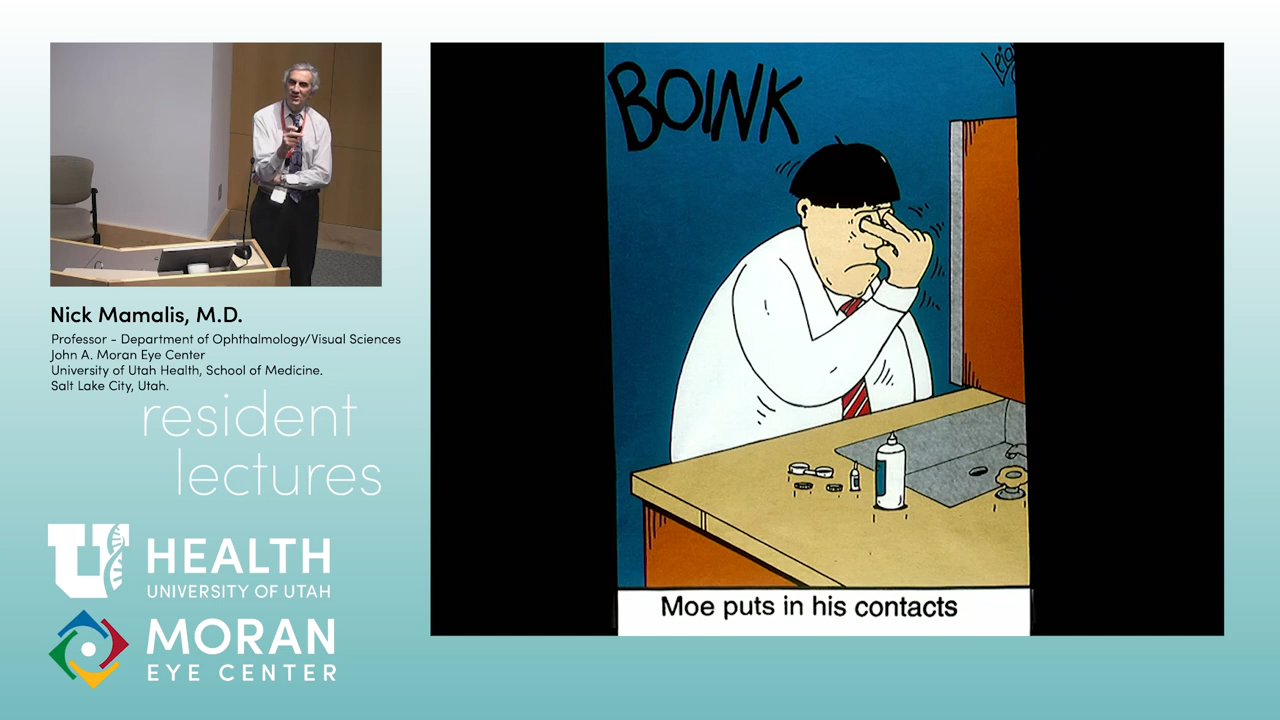 Nick Mamalis, M.D.
Professor - Department of Ophthalmology/Visual Sciences
John A. Moran Eye Center
University of Utah Health, School of Medicine.
Salt Lake City, Utah.
resident
lectures
U HEALTH
UNIVERSITY OF UTAH
MORAN
EYE CENTER
BOINK
Moe puts in his contacts